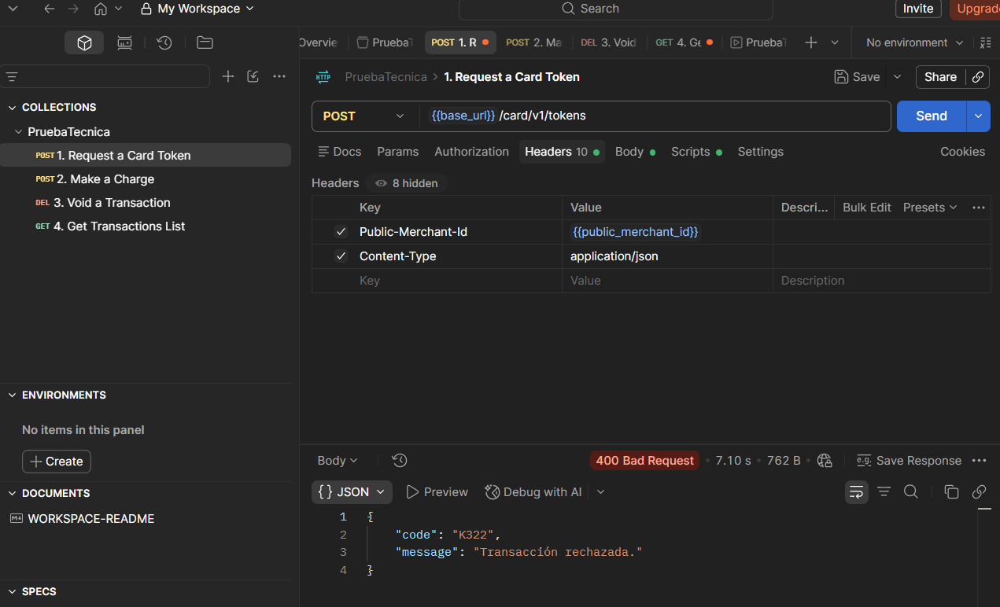 My Workspace
Search
Invite
Upgrad
Overvie
PruebaT
POST 1. R
POST 2. Ma
DEL 3. Void
GET 4. Ge
PruebaT
No environment
PruebaTecnica > 1. Request a Card Token
Save
Share
COLLECTIONS
PruebaTecnica
POST 1. Request a Card Token
POST 2. Make a Charge
DEL 3. Void a Transaction
GET 4. Get Transactions List
POST
{{base_url}} /card/v1/tokens
Send
Docs
Params
Authorization
Headers 10
Body
Scripts
Settings
Cookies
Headers
8 hidden
Key Value Descri... Bulk Edit Presets
Public-Merchant-Id {{public_merchant_id}}
Content-Type application/json
Key Value Description
ENVIRONMENTS
No items in this panel
Create
DOCUMENTS
WORKSPACE-README
SPECS
Body
400 Bad Request • 7.10 s • 762 B
e.g. Save Response
{} JSON
Preview
Debug with AI
1 {
2 "code": "K322",
3 "message": "Transacción rechazada."
4 }